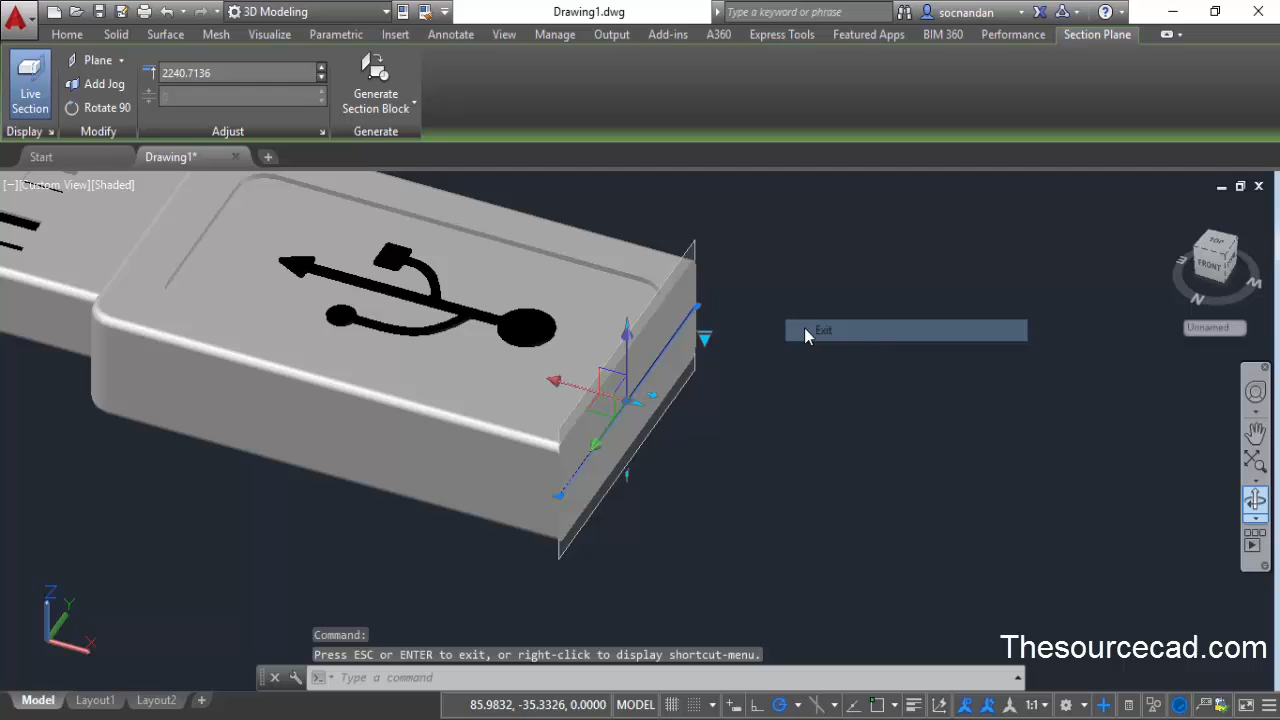 3D Modeling
Drawing1.dwg
Type a keyword or phrase
socnandan
Home Solid Surface Mesh Visualize Parametric Insert Annotate View Manage Output Add-ins A360 Express Tools Featured Apps BIM 360 Performance Section Plane
Live Section
Plane
Add Jog
Rotate 90
2240.7136
Generate Section Block
Display Modify Adjust Generate
Start Drawing1*
[−][Custom View][Shaded]
TOP
FRONT
N
Unnamed
Exit
Z
Y
X
Command:
Press ESC or ENTER to exit, or right-click to display shortcut-menu.
Type a command
Thesourcecad.com
Model Layout1 Layout2
85.9832, -35.3326, 0.0000 MODEL 1:1